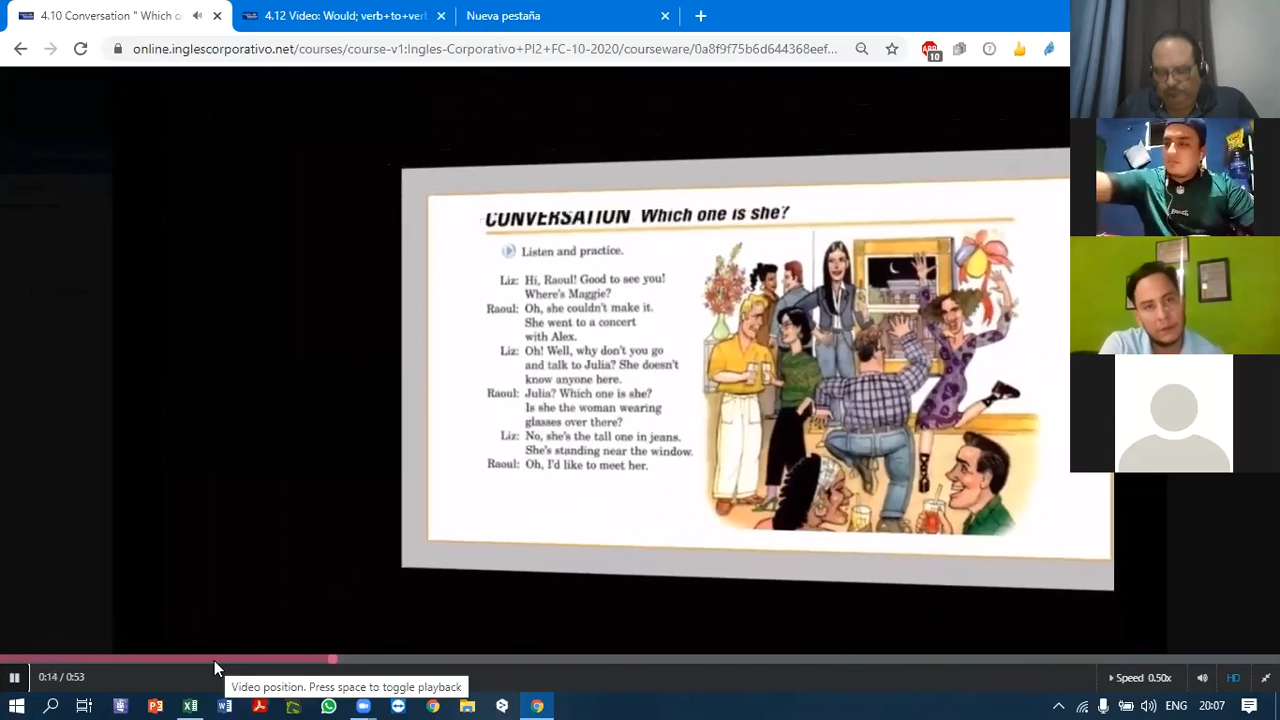 4.10 Conversation " Which o
4.12 Video: Would; verb+to+verb
Nueva pestaña
online.inglescorporativo.net/courses/course-v1:Ingles-Corporativo+PI2+FC-10-2020/courseware/0a8f9f75b6d644368eef...
10
CONVERSATION Which one is she?
Listen and practice.
Liz: Hi, Raoul! Good to see you!
Where's Maggie?
Raoul: Oh, she couldn't make it.
She went to a concert
with Alex.
Liz: Oh! Well, why don't you go
and talk to Julia? She doesn't
know anyone here.
Raoul: Julia? Which one is she?
Is she the woman wearing
glasses over there?
Liz: No, she's the tall one in jeans.
She's standing near the window.
Raoul: Oh, I'd like to meet her.
0:14 / 0:53
Video position. Press space to toggle playback
Speed 0.50x
HD
20:07